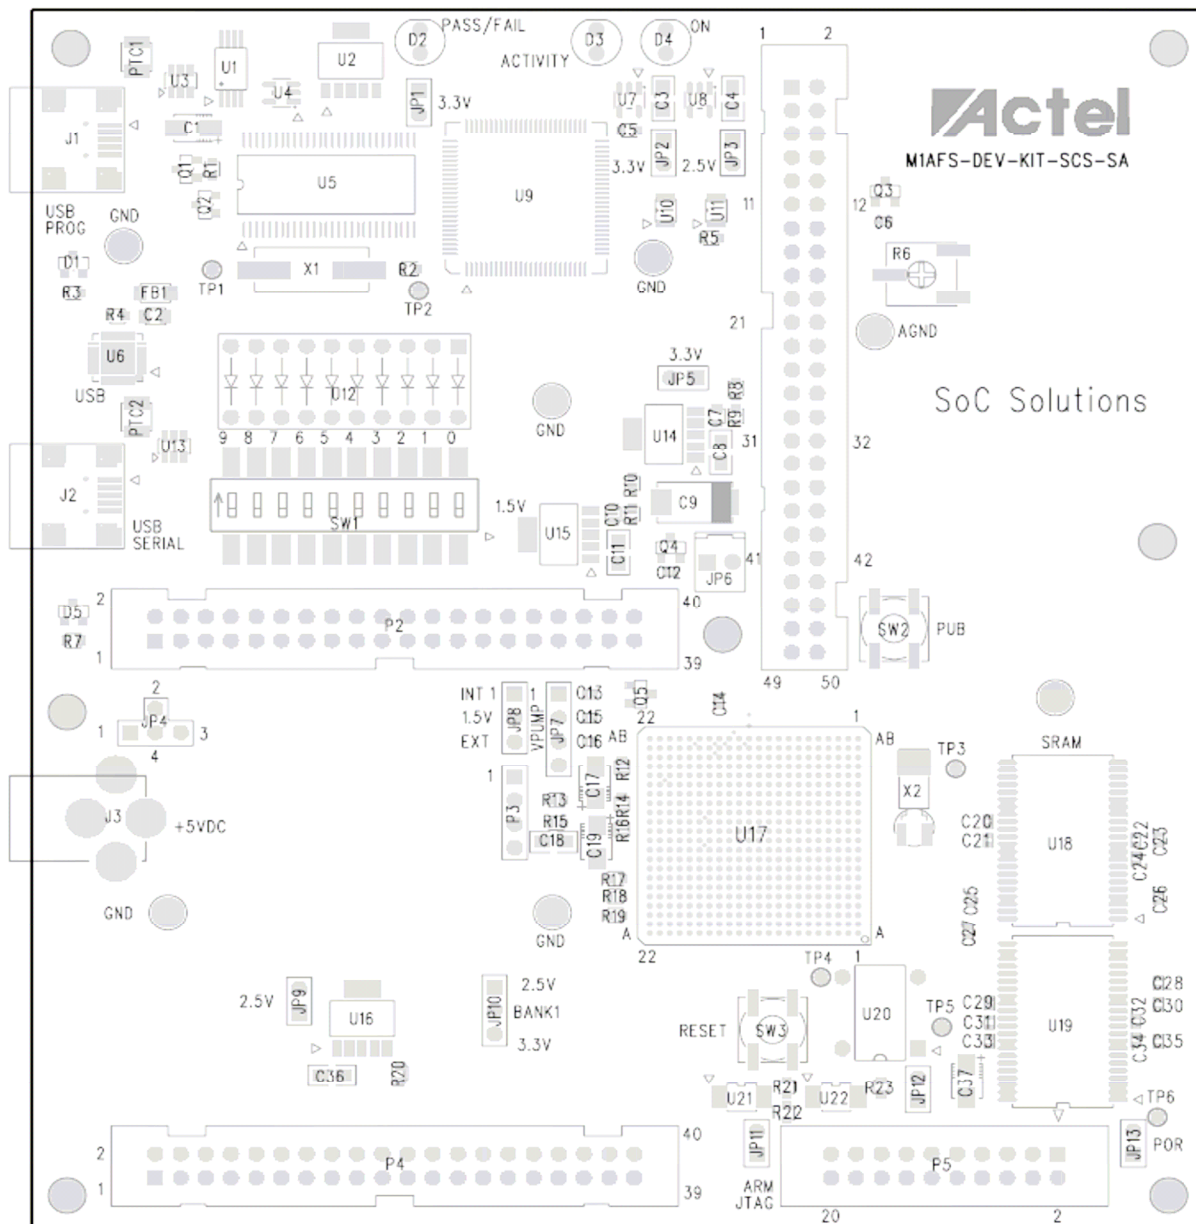 PASS/FAIL
D2
D3
D4
ON
ACTIVITY
1
2
PTC1
U1
U2
U3
U4
JP1
3.3V
U7
C3
U8
C4
C5
Actel
M1AFS-DEV-KIT-SCS-SA
J1
C1
Q1
R1
U5
U9
3.3V
JP2
2.5V
JP3
Q2
U10
U11
11
12
Q3
C6
USB
PROG
GND
R5
R6
D1
X1
R2
GND
R3
FB1
TP1
TP2
R4
C2
21
AGND
U6
USB
U12
3.3V
JP5
R8
SoC Solutions
PTC2
GND
C7
R9
9 8 7 6 5 4 3 2 1 0
U13
U14
C8
31
32
J2
R10
C9
1.5V
SW1
USB
SERIAL
U15
C10
R11
C11
Q4
C12
JP6
41
42
D5
R7
2
40
P2
1
39
SW2
PUB
49
50
2
JP4
1
3
4
INT 1
1.5V
EXT
JP8
1
VPUMP
JP7
C13
C15
C16
Q5
C14
22
1
AB
AB
SRAM
TP3
X2
1
P3
C17
R12
R13
R14
R15
R16
C18
C19
J3
+5VDC
U17
C20
C21
U18
C22
C23
C24
R17
R18
R19
C25
C26
C27
GND
GND
A
A
22
1
TP4
2.5V
JP9
U16
JP10
2.5V
BANK1
3.3V
RESET
SW3
U20
TP5
C28
C29
C30
C31
C32
C33
U19
C34
C35
C36
R20
U21
R21
R22
U22
R23
JP12
C37
TP6
2
40
P4
1
39
JP11
ARM
JTAG
P5
20
2
JP13
POR